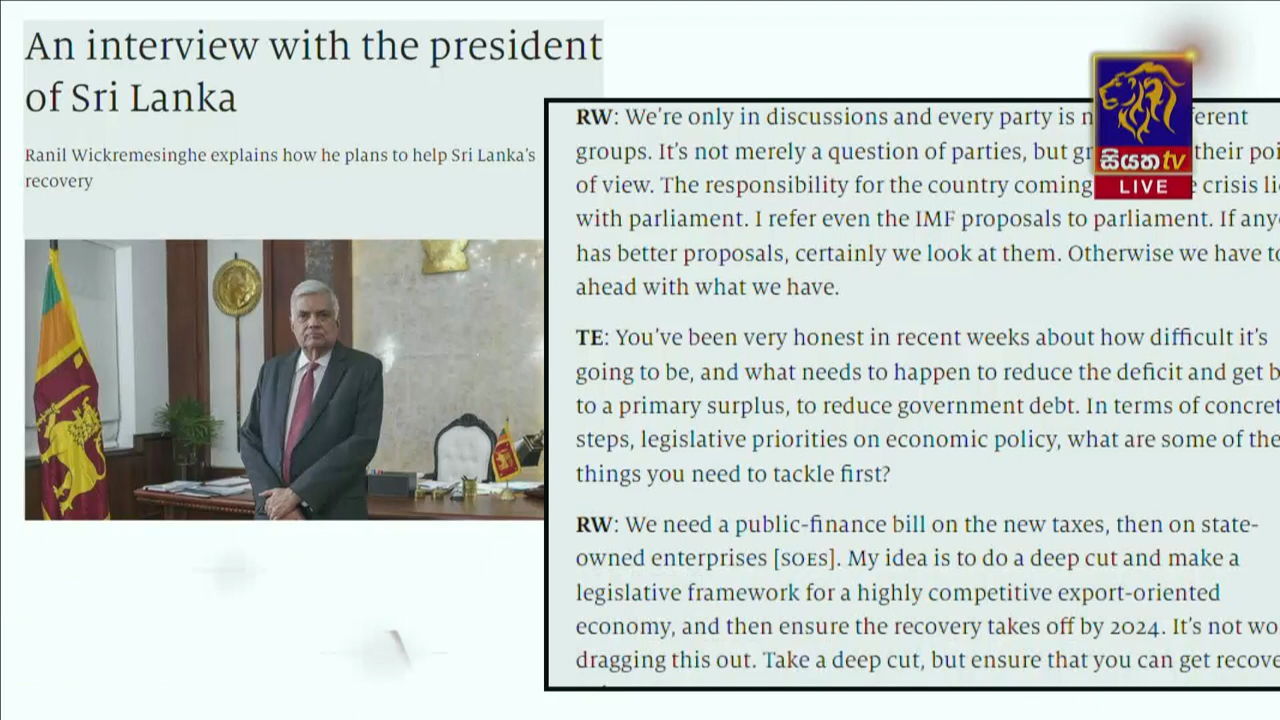 An interview with the president
of Sri Lanka
Ranil Wickremesinghe explains how he plans to help Sri Lanka's
recovery
සියත tv
LIVE
RW: We're only in discussions and every party is
groups. It's not merely a question of parties, but their
of view. The responsibility for the country coming crisis
with parliament. I refer even the IMF proposals to parliament. If
has better proposals, certainly we look at them. Otherwise we have
ahead with what we have.
TE: You've been very honest in recent weeks about how difficult it's
going to be, and what needs to happen to reduce the deficit and get
to a primary surplus, to reduce government debt. In terms of
steps, legislative priorities on economic policy, what are some of the
things you need to tackle first?
RW: We need a public-finance bill on the new taxes, then on state-
owned enterprises [SOEs]. My idea is to do a deep cut and make a
legislative framework for a highly competitive export-oriented
economy, and then ensure the recovery takes off by 2024. It's not
dragging this out. Take a deep cut, but ensure that you can get